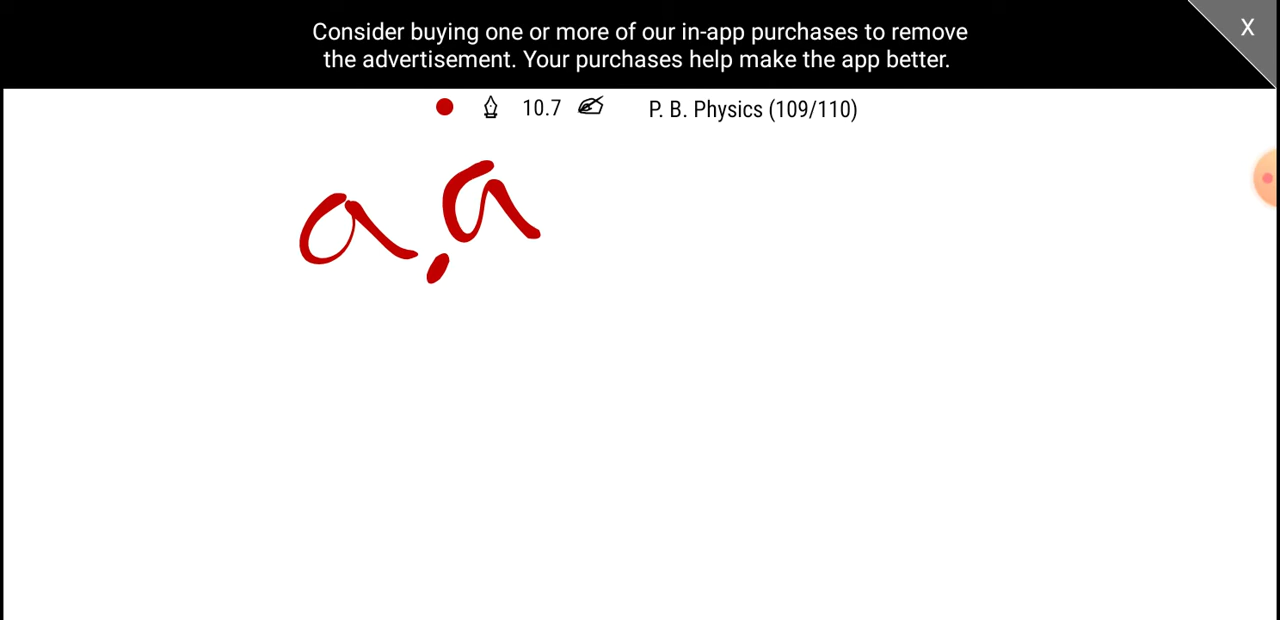 Consider buying one or more of our in-app purchases to remove
the advertisement. Your purchases help make the app better.
X
10.7 P. B. Physics (109/110)
a,a